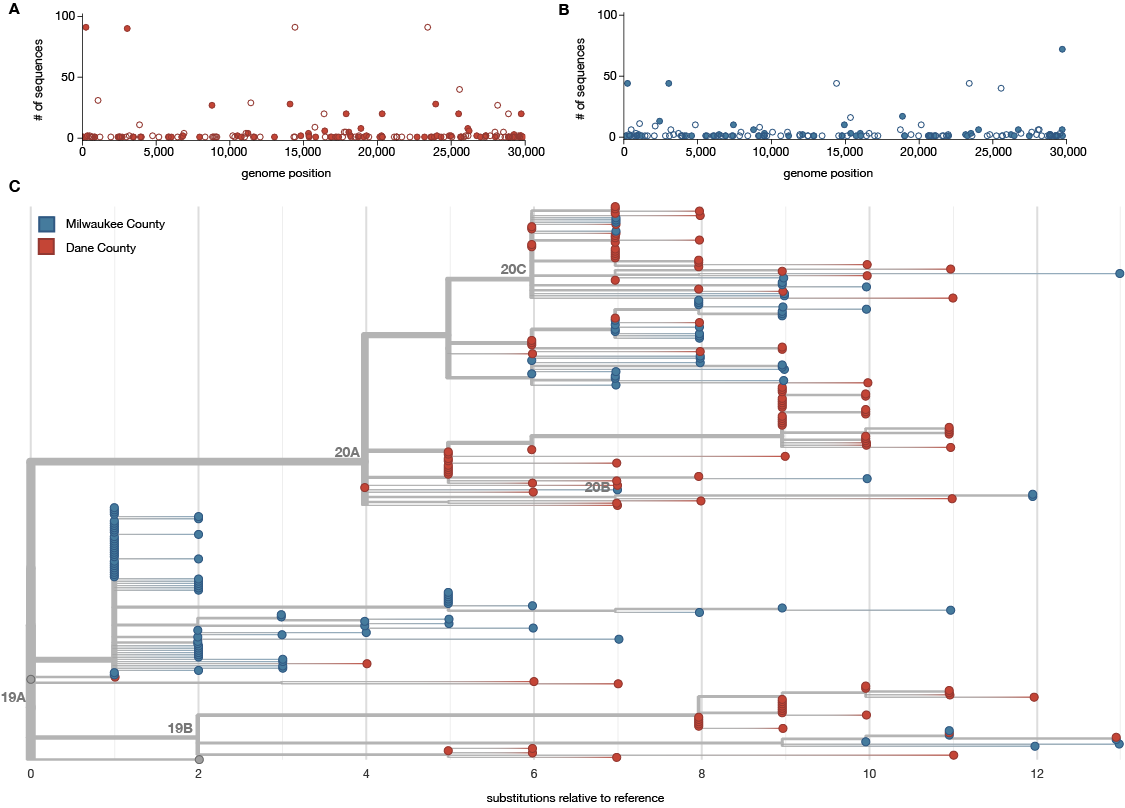 A
B
# of sequences
100
50
0
0 5,000 10,000 15,000 20,000 25,000 30,000
genome position
# of sequences
100
50
0
0 5,000 10,000 15,000 20,000 25,000 30,000
genome position
C
Milwaukee County
Dane County
20C
20A
20B
19A
19B
0 2 4 6 8 10 12
substitutions relative to reference